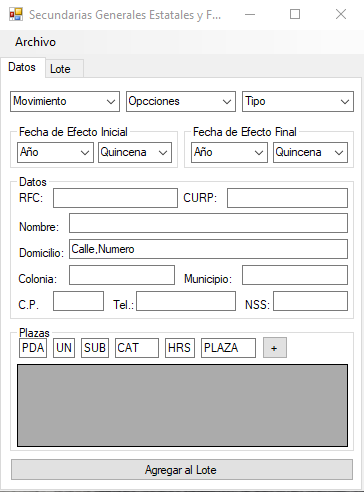 Secundarias Generales Estatales y F...
Archivo
Datos Lote
Movimiento Opcciones Tipo
Fecha de Efecto Inicial Fecha de Efecto Final
Año Quincena Año Quincena
Datos
RFC: CURP:
Nombre:
Domicilio: Calle,Numero
Colonia: Municipio:
C.P. Tel.: NSS:
Plazas
PDA UN SUB CAT HRS PLAZA +
Agregar al Lote